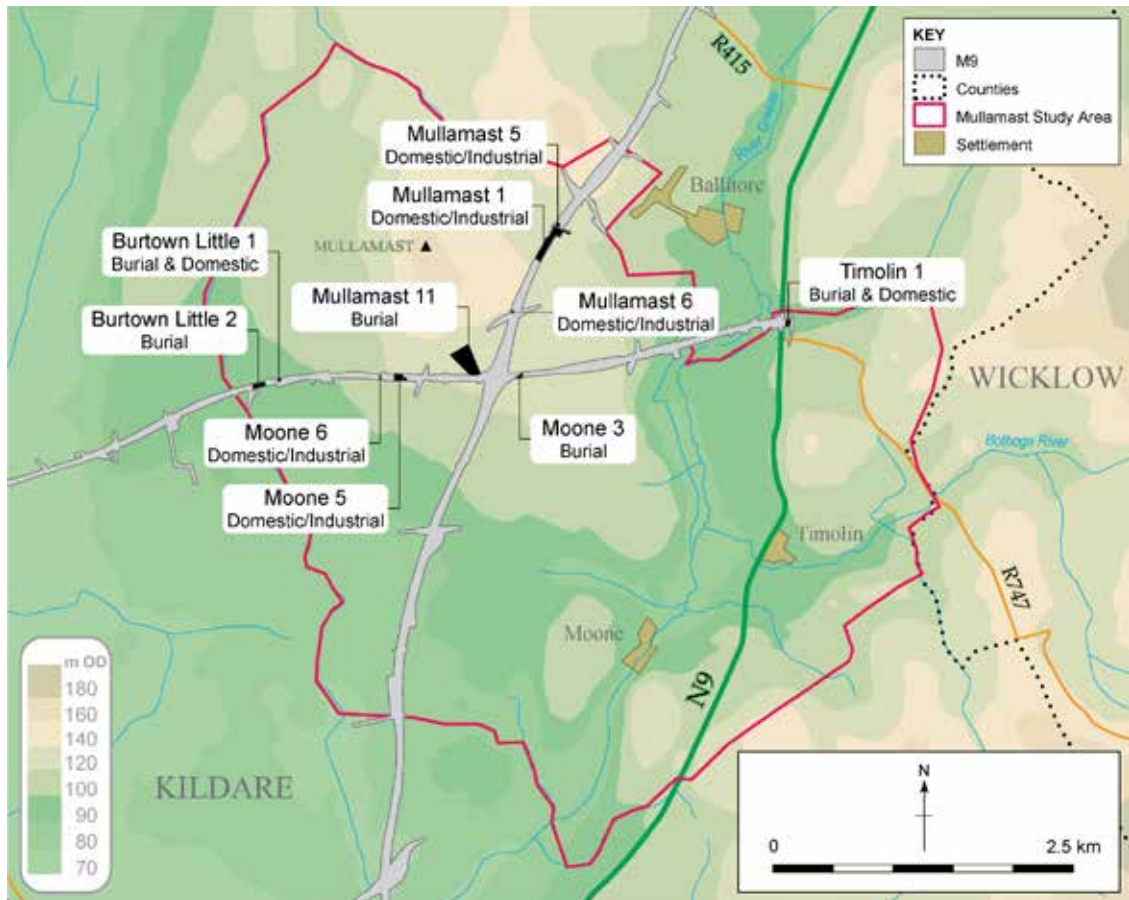 R415
KEY
M9
Counties
Mullamast Study Area
Settlement
River Greese
Mullamast 5
Domestic/Industrial
Ballitore
Mullamast 1
Domestic/Industrial
MULLAMAST
Burtown Little 1
Burial & Domestic
Timolin 1
Burial & Domestic
Mullamast 11
Burial
Mullamast 6
Domestic/Industrial
Burtown Little 2
Burial
WICKLOW
Moone 6
Domestic/Industrial
Moone 3
Burial
Bothoga River
Moone 5
Domestic/Industrial
Timolin
R747
Moone
N9
m OD
180
160
140
120
100
90
80
70
KILDARE
N
0
2.5 km